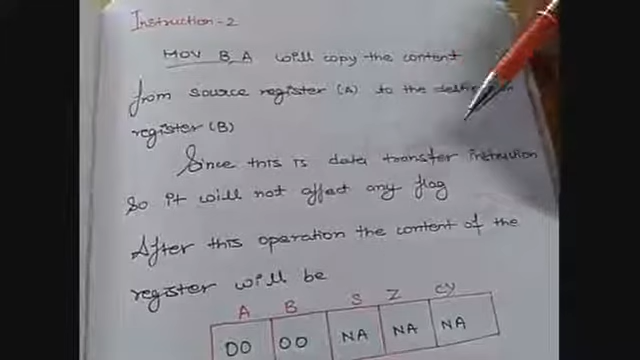 Instruction-2
MOV B, A will copy the content
from source register (A) to the
register (B)
Since this is data transfer instruction
So it will not affect any flag
After this operation the content of the
register will be
A B S Z CY
00 00 NA NA NA